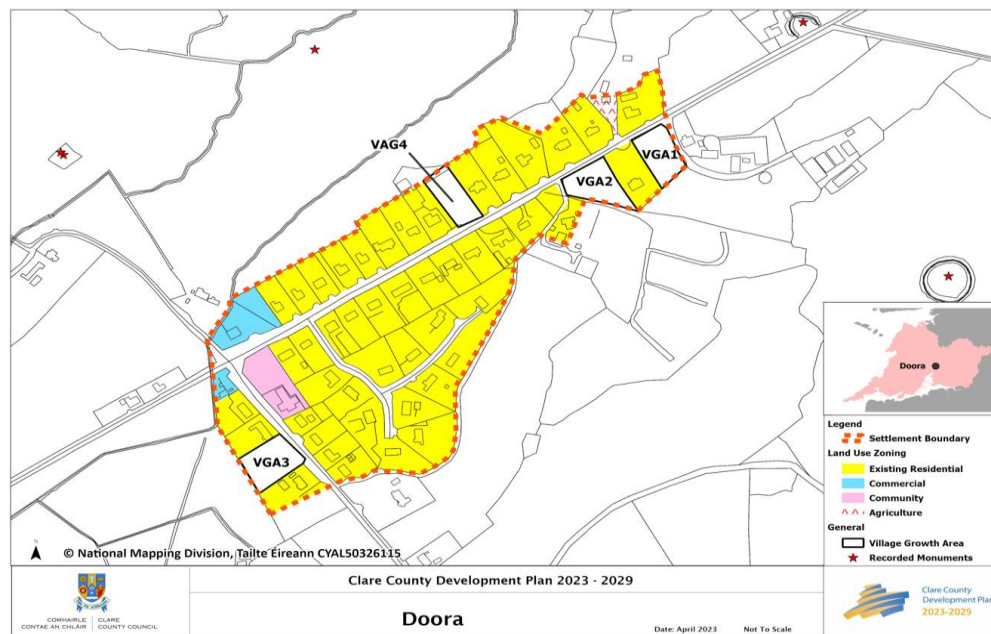 VAG4
VGA1
VGA2
VGA3
Doora
Legend
Settlement Boundary
Land Use Zoning
Existing Residential
Commercial
Community
Agriculture
General
Village Growth Area
Recorded Monuments
N
© National Mapping Division, Tailte Éireann CYAL50326115
COMHAIRLE
CONTAE AN CHLÁIR
CLARE
COUNTY COUNCIL
Clare County Development Plan 2023 - 2029
Doora
Date: April 2023 Not To Scale
Clare County
Development Plan
2023-2029